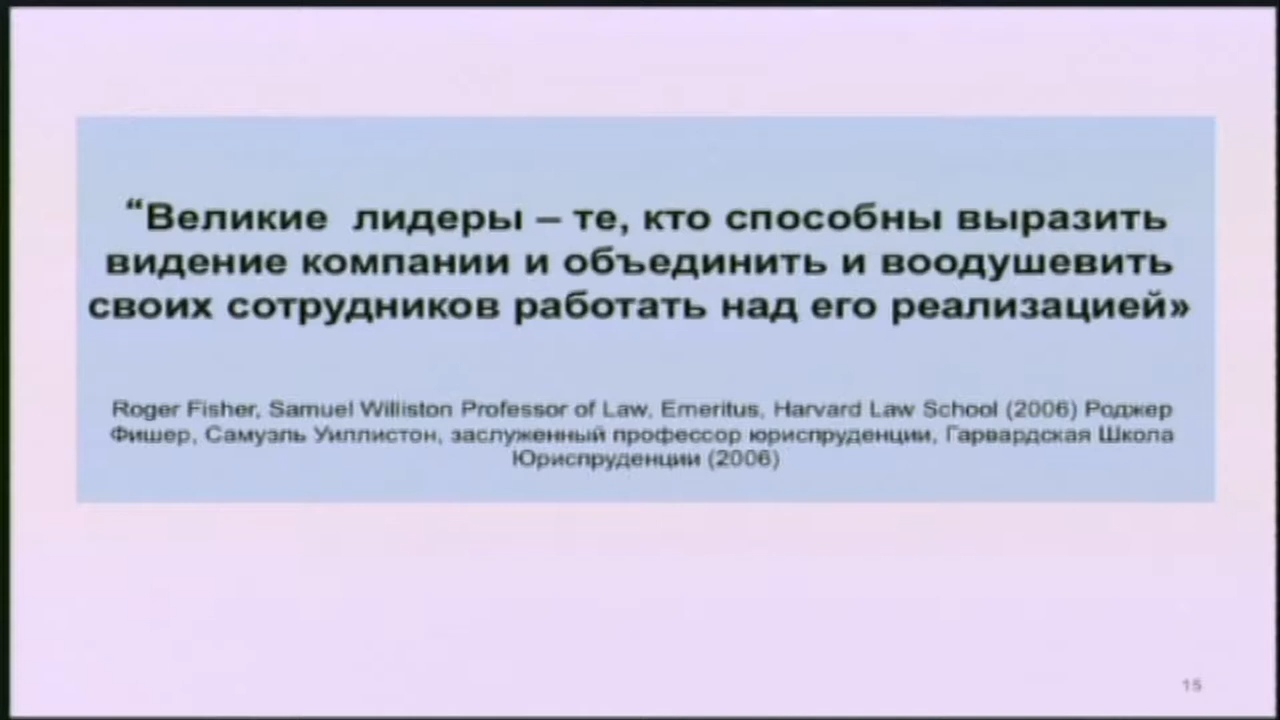 “Великие лидеры – те, кто способны выразить
видение компании и объединить и воодушевить
своих сотрудников работать над его реализацией»
Roger Fisher, Samuel Williston Professor of Law, Emeritus, Harvard Law School (2006) Роджер
Фишер, Самуэль Уиллистон, заслуженный профессор юриспруденции, Гарвардская Школа
Юриспруденции (2006)
15